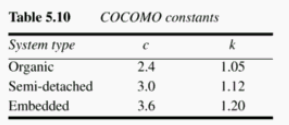 Table 5.10 COCOMO constants
System type c k
Organic 2.4 1.05
Semi-detached 3.0 1.12
Embedded 3.6 1.20